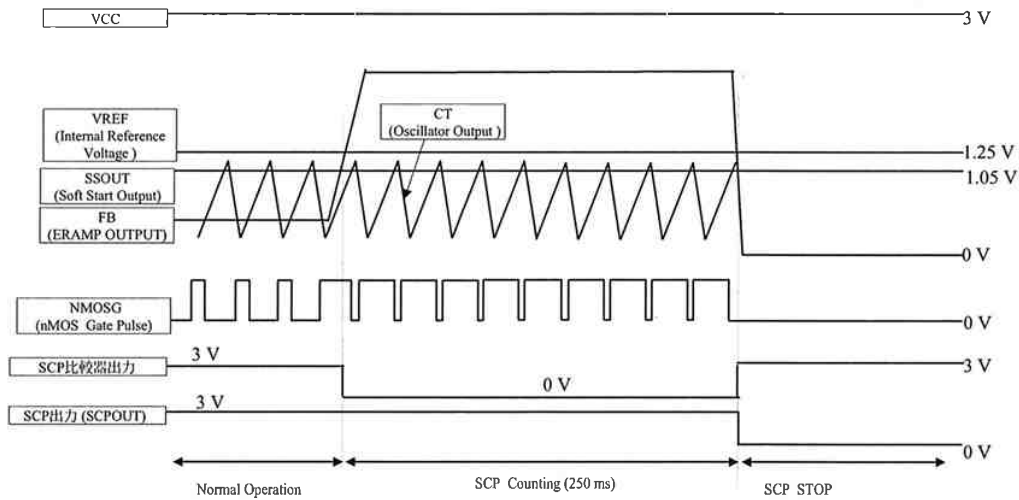 VCC
3 V
VREF
(Internal Reference
Voltage )
CT
(Oscillator Output )
1.25 V
SSOUT
(Soft Start Output)
1.05 V
FB
(ERAMP OUTPUT)
0 V
NMOSG
(nMOS Gate Pulse)
0 V
SCP比較器出力
3 V
0 V
3 V
SCP出力 (SCPOUT)
3 V
0 V
Normal Operation
SCP Counting (250 ms)
SCP STOP